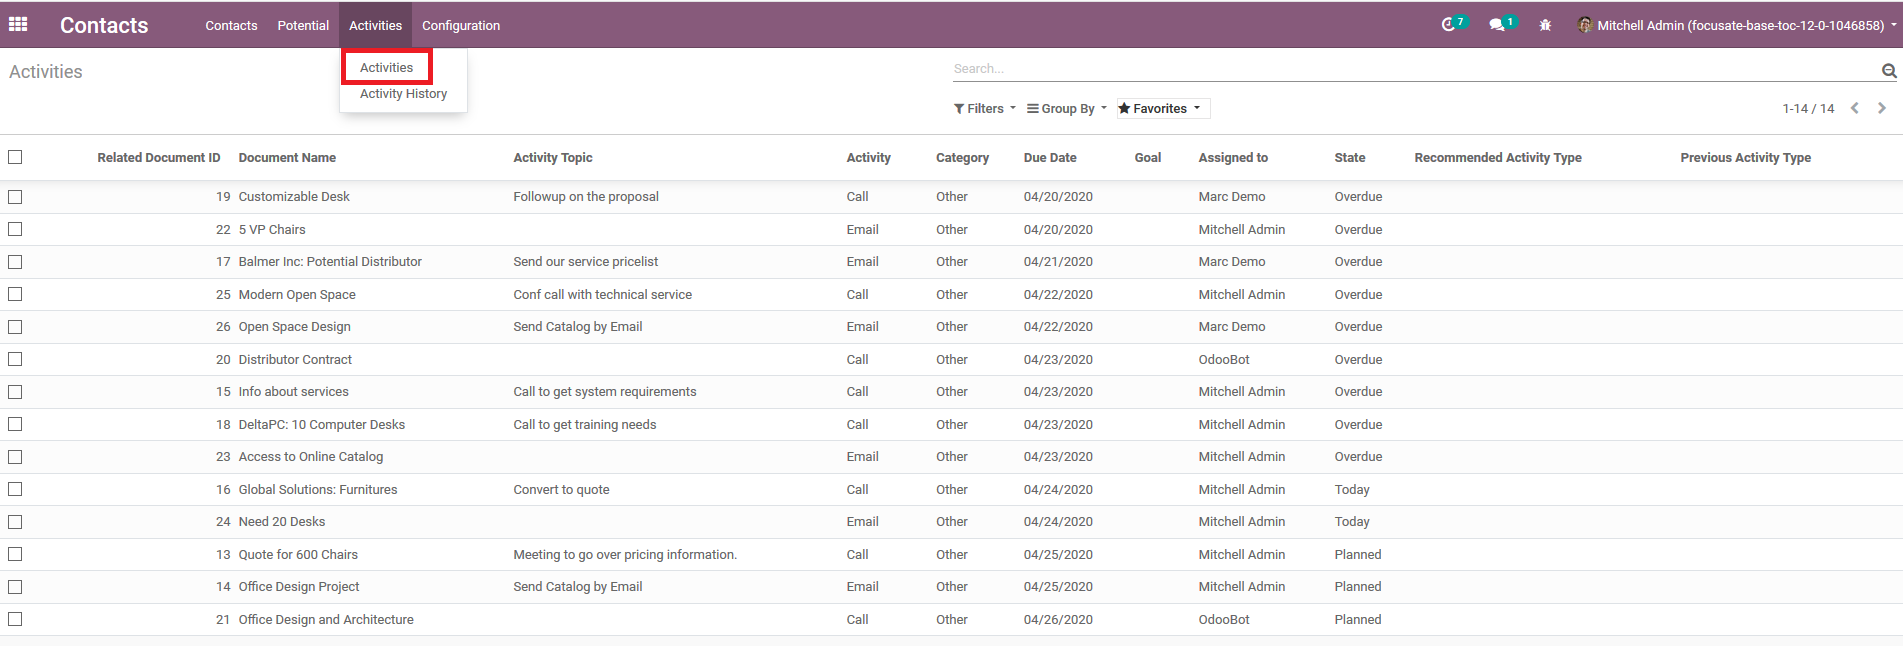 Contacts Contacts Potential Activities Configuration 7 1 Mitchell Admin (focusate-base-toc-12-0-1046858)
Activities
Activities
Activity History
Search...
Filters Group By Favorites 1-14 / 14
Related Document ID Document Name Activity Topic Activity Category Due Date Goal Assigned to State Recommended Activity Type Previous Activity Type
19 Customizable Desk Followup on the proposal Call Other 04/20/2020 Marc Demo Overdue
22 5 VP Chairs Email Other 04/20/2020 Mitchell Admin Overdue
17 Balmer Inc: Potential Distributor Send our service pricelist Email Other 04/21/2020 Marc Demo Overdue
25 Modern Open Space Conf call with technical service Call Other 04/22/2020 Mitchell Admin Overdue
26 Open Space Design Send Catalog by Email Email Other 04/22/2020 Marc Demo Overdue
20 Distributor Contract Call Other 04/23/2020 OdooBot Overdue
15 Info about services Call to get system requirements Call Other 04/23/2020 Mitchell Admin Overdue
18 DeltaPC: 10 Computer Desks Call to get training needs Call Other 04/23/2020 Mitchell Admin Overdue
23 Access to Online Catalog Email Other 04/23/2020 Mitchell Admin Overdue
16 Global Solutions: Furnitures Convert to quote Call Other 04/24/2020 Mitchell Admin Today
24 Need 20 Desks Email Other 04/24/2020 Mitchell Admin Today
13 Quote for 600 Chairs Meeting to go over pricing information. Call Other 04/25/2020 Mitchell Admin Planned
14 Office Design Project Send Catalog by Email Email Other 04/25/2020 Mitchell Admin Planned
21 Office Design and Architecture Call Other 04/26/2020 OdooBot Planned